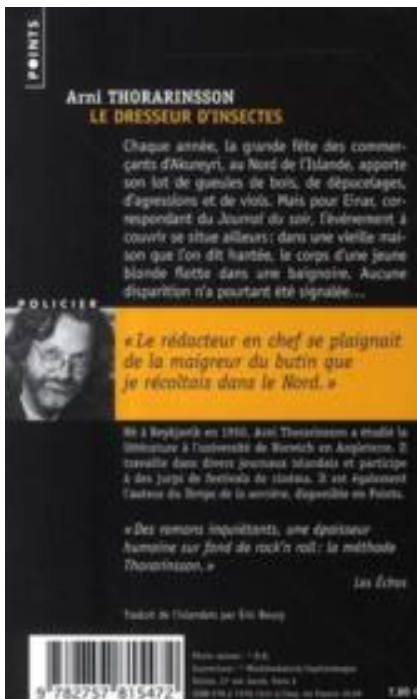 POINTS
Arni THORARINSSON
LE DRESSEUR D'INSECTES
Chaque année, la grande fête des commer-
çants d'Akureyri, au Nord de l'Islande, apporte
son lot de gueules de bois, de dépucelages,
d'agressions et de viols. Mais pour Einar, cor-
respondant du Journal du soir, l'événement à
couvrir se situe ailleurs : dans une vieille mai-
son que l'on dit hantée, le corps d'une jeune
blonde flotte dans une baignoire. Aucune
disparition n'a pourtant été signalée...
POLICIER
« Le rédacteur en chef se plaignait
de la maigreur du butin que
je récoltais dans le Nord. »
Né à Reykjavik en 1950, Arni Thorarinsson a étudié la
littérature à l'université de Norwich en Angleterre. Il
travaille dans divers journaux islandais et participe
à des jurys de festivals de cinéma. Il est également
l'auteur du Temps de la sorcière, disponible en Points.
« Des romans inquiétants, une épaisseur
humaine sur fond de rock'n roll : la méthode
Thorarinsson. »
Les Échos
Traduit de l'islandais par Eric Boury
9 782757 815472